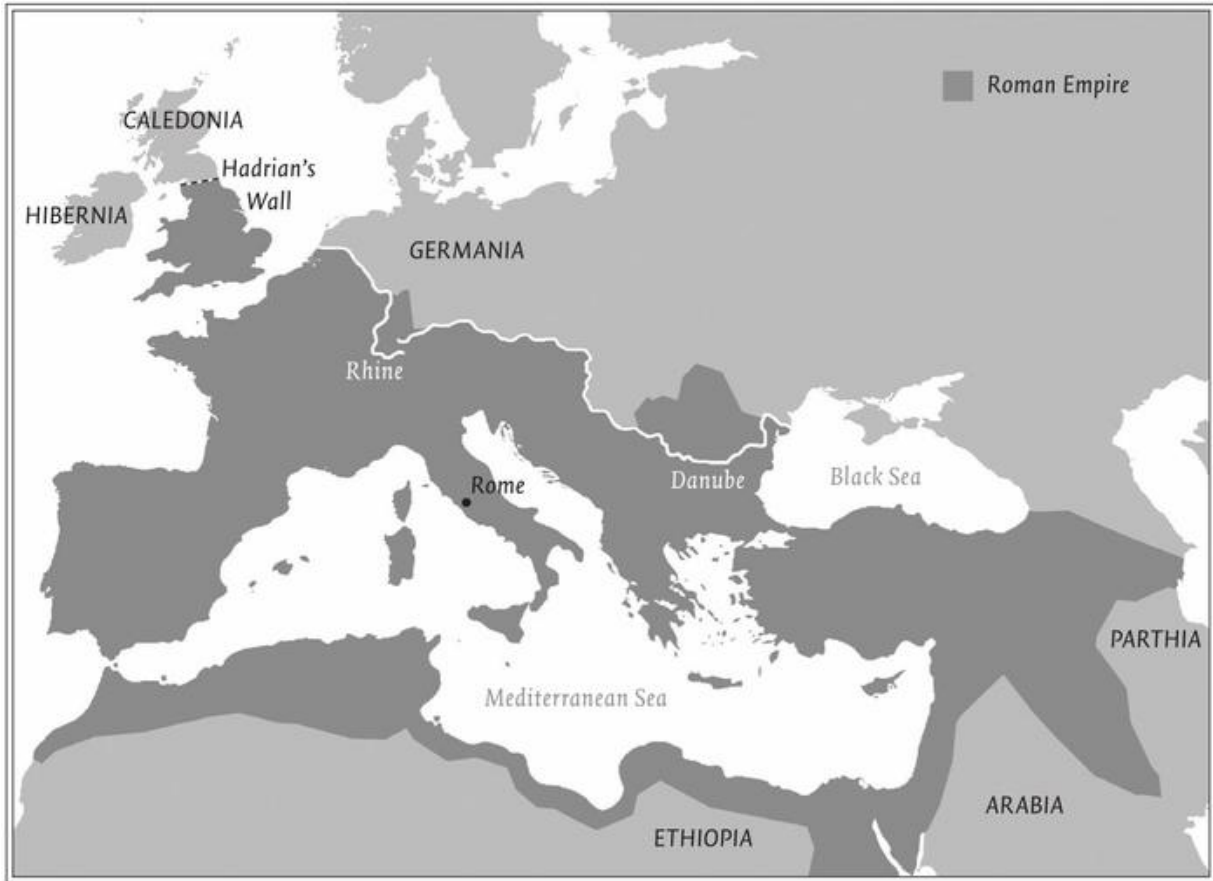 Roman Empire
CALEDONIA
Hadrian's
Wall
HIBERNIA
GERMANIA
Rhine
Rome
Danube
Black Sea
PARTHIA
Mediterranean Sea
ARABIA
ETHIOPIA